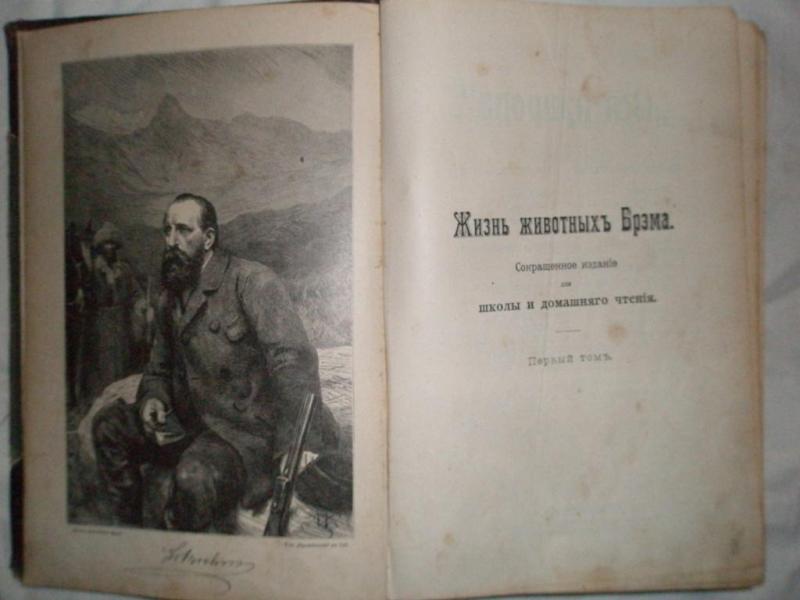 Жизнь животныхъ Брэма.
Сокращенное изданіе
для
школы и домашняго чтенія.
Первый томъ.